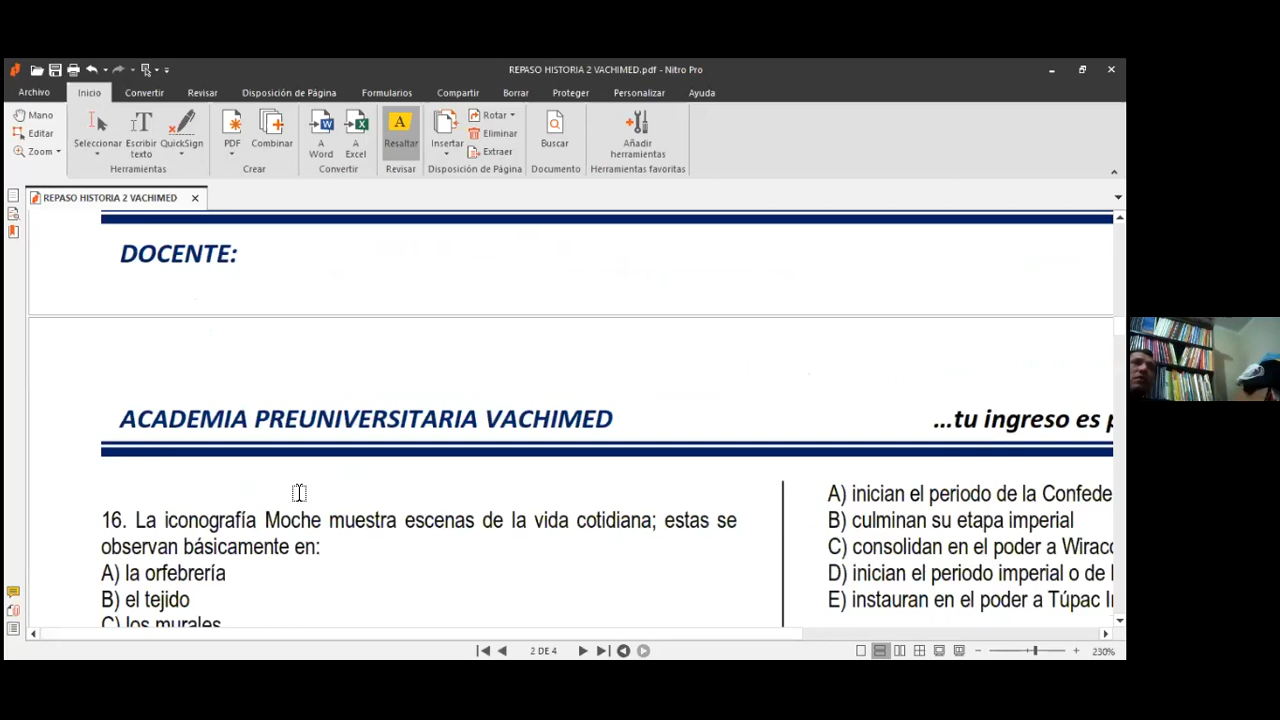 REPASO HISTORIA 2 VACHIMED.pdf - Nitro Pro
Archivo Inicio Convertir Revisar Disposición de Página Formularios Compartir Borrar Proteger Personalizar Ayuda
Mano
Editar
Zoom
Seleccionar
Escribir texto
QuickSign
Herramientas
PDF
Combinar
Crear
A Word
A Excel
Convertir
Resaltar
Revisar
Insertar
Rotar
Eliminar
Extraer
Disposición de Página
Buscar
Documento
Añadir herramientas
Herramientas favoritas
REPASO HISTORIA 2 VACHIMED
DOCENTE:
ACADEMIA PREUNIVERSITARIA VACHIMED
...tu ingreso es p
16. La iconografía Moche muestra escenas de la vida cotidiana; estas se
observan básicamente en:
A) la orfebrería
B) el tejido
C) los murales
A) inician el periodo de la Confede
B) culminan su etapa imperial
C) consolidan en el poder a Wirac
D) inician el periodo imperial o de
E) instauran en el poder a Túpac
2 DE 4
230%